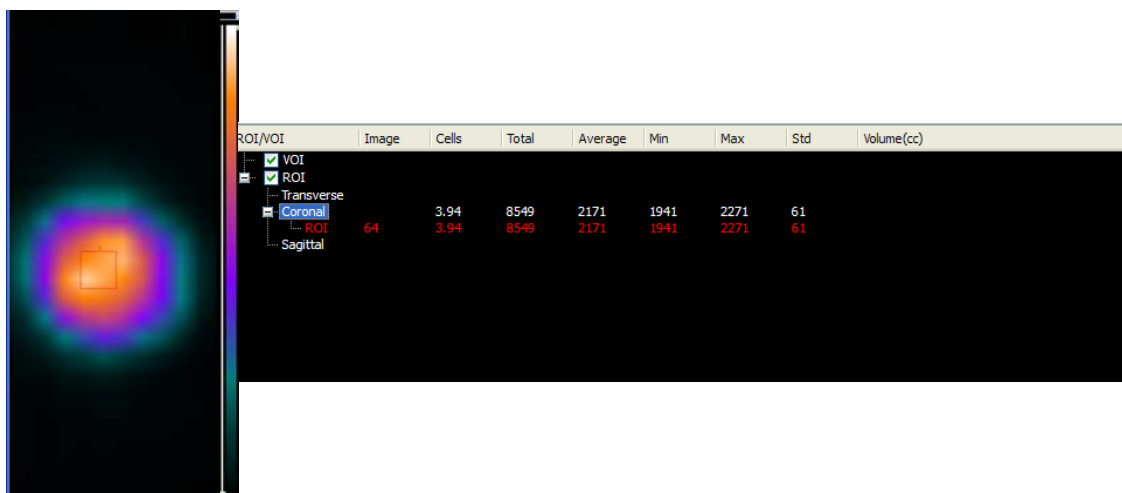 ROI/VOI Image Cells Total Average Min Max Std Volume(cc)
VOI
ROI
Transverse
Coronal 3.94 8549 2171 1941 2271 61
ROI 64 3.94 8549 2171 1941 2271 61
Sagittal